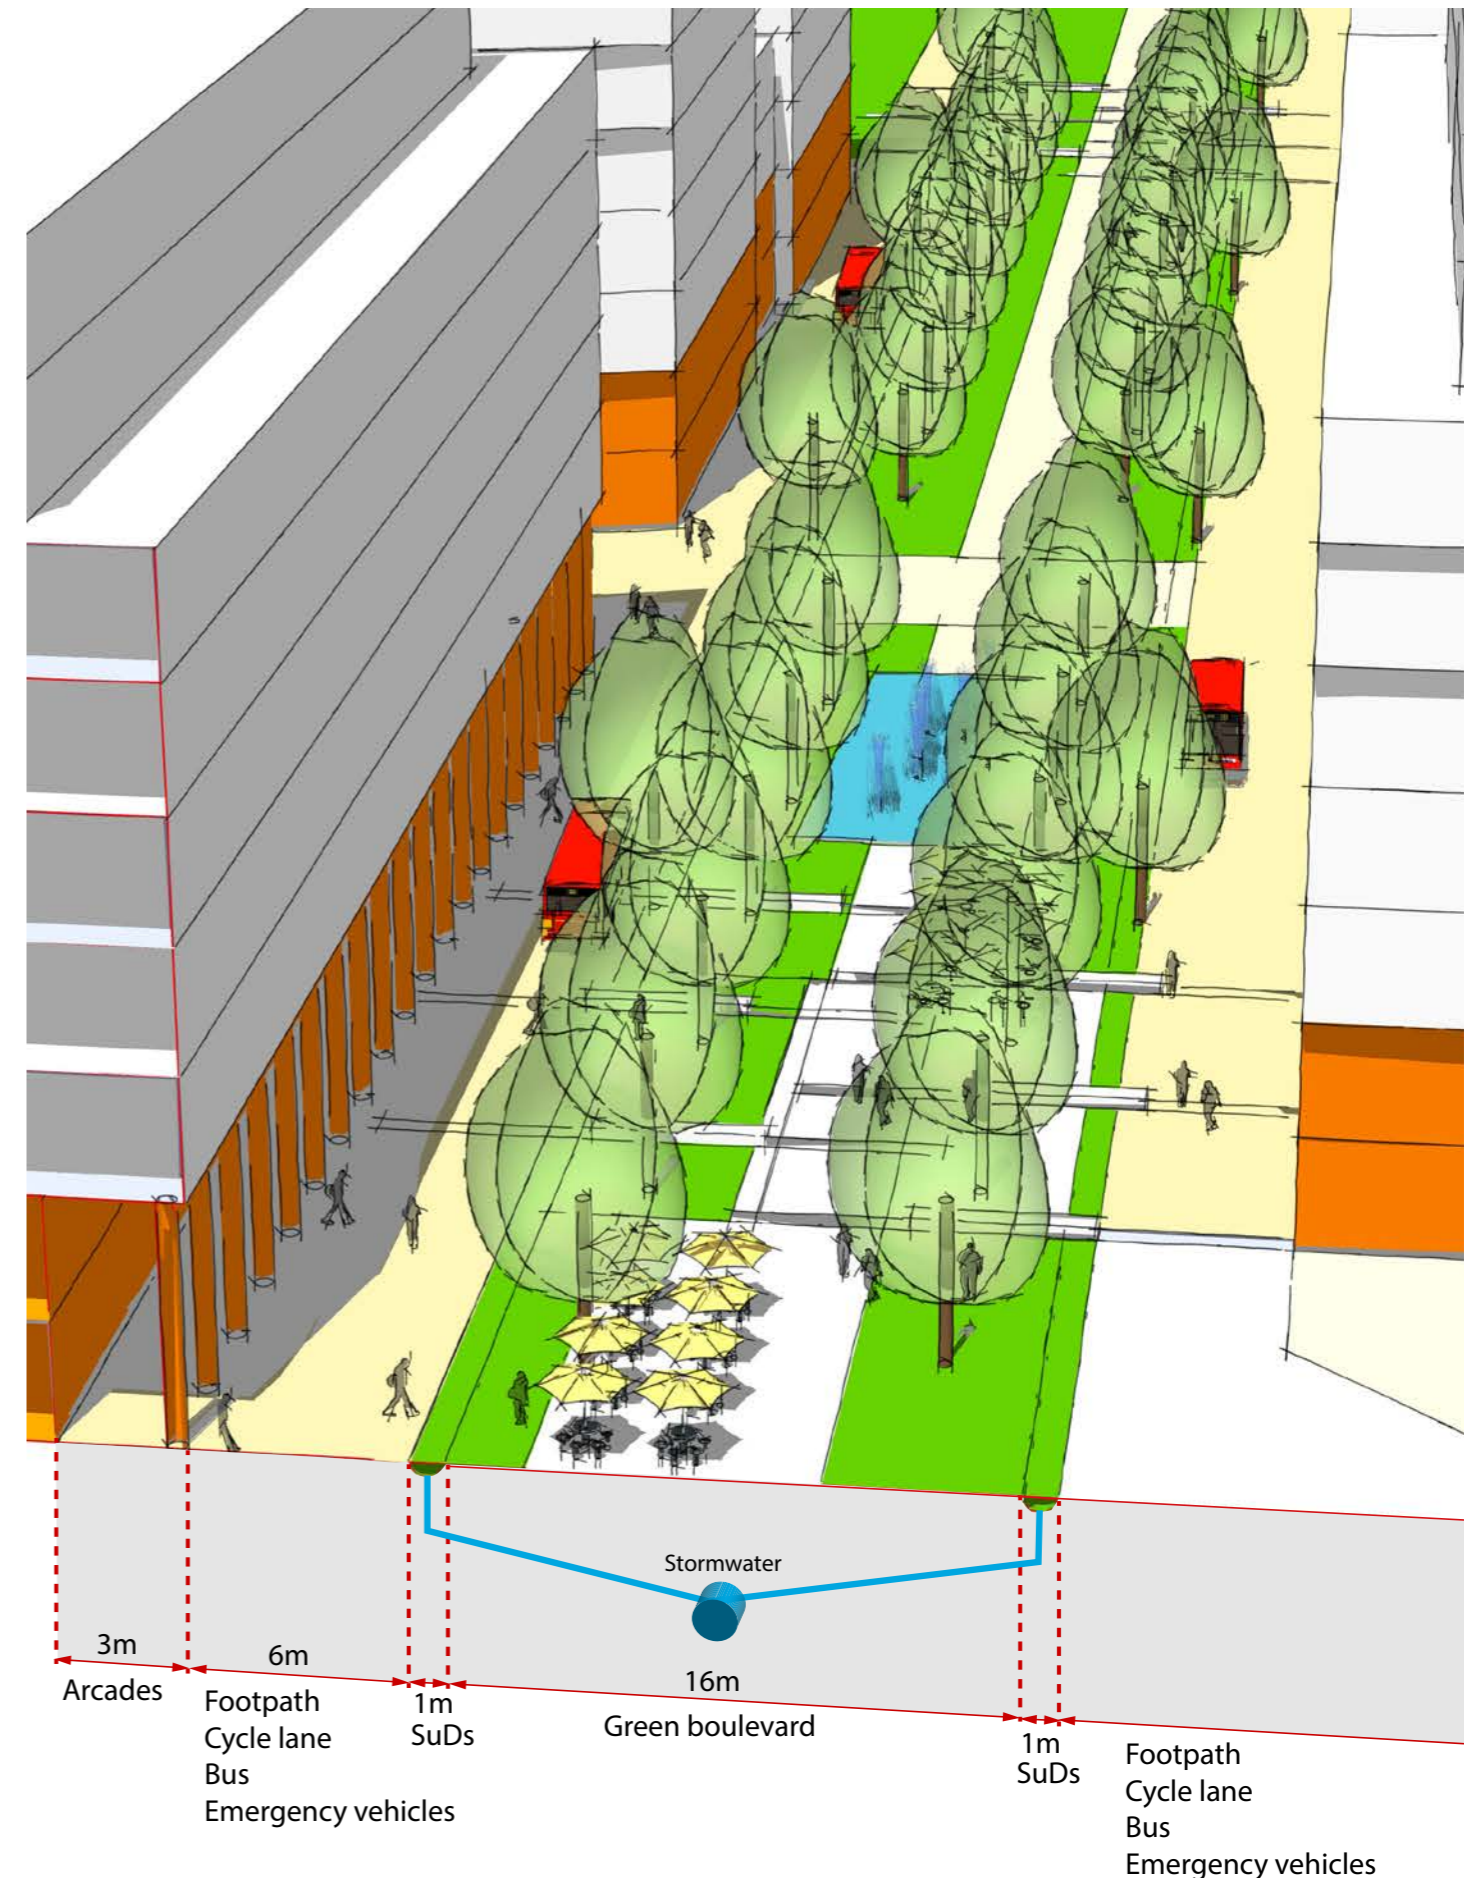 Stormwater
3m
Arcades
6m
Footpath
Cycle lane
Bus
Emergency vehicles
1m
SuDs
16m
Green boulevard
1m
SuDs
Footpath
Cycle lane
Bus
Emergency vehicles